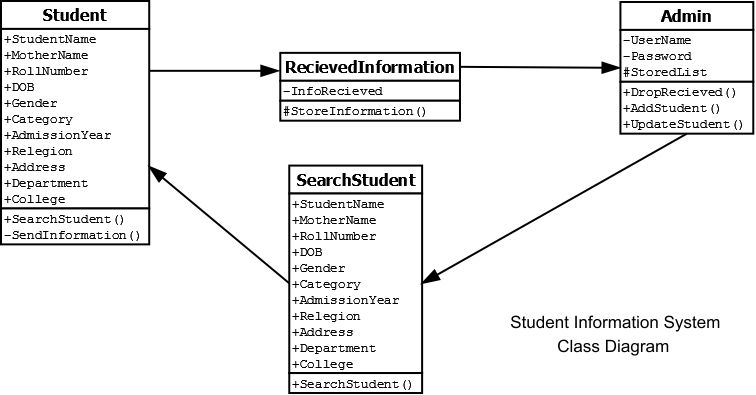 Student
+StudentName
+MotherName
+RollNumber
+DOB
+Gender
+Category
+AdmissionYear
+Relegion
+Address
+Department
+College
+SearchStudent()
-SendInformation()
RecievedInformation
-InfoRecieved
#StoreInformation()
Admin
-UserName
-Password
#StoredList
+DropRecieved()
+AddStudent()
+UpdateStudent()
SearchStudent
+StudentName
+MotherName
+RollNumber
+DOB
+Gender
+Category
+AdmissionYear
+Relegion
+Address
+Department
+College
+SearchStudent()
Student Information System
Class Diagram